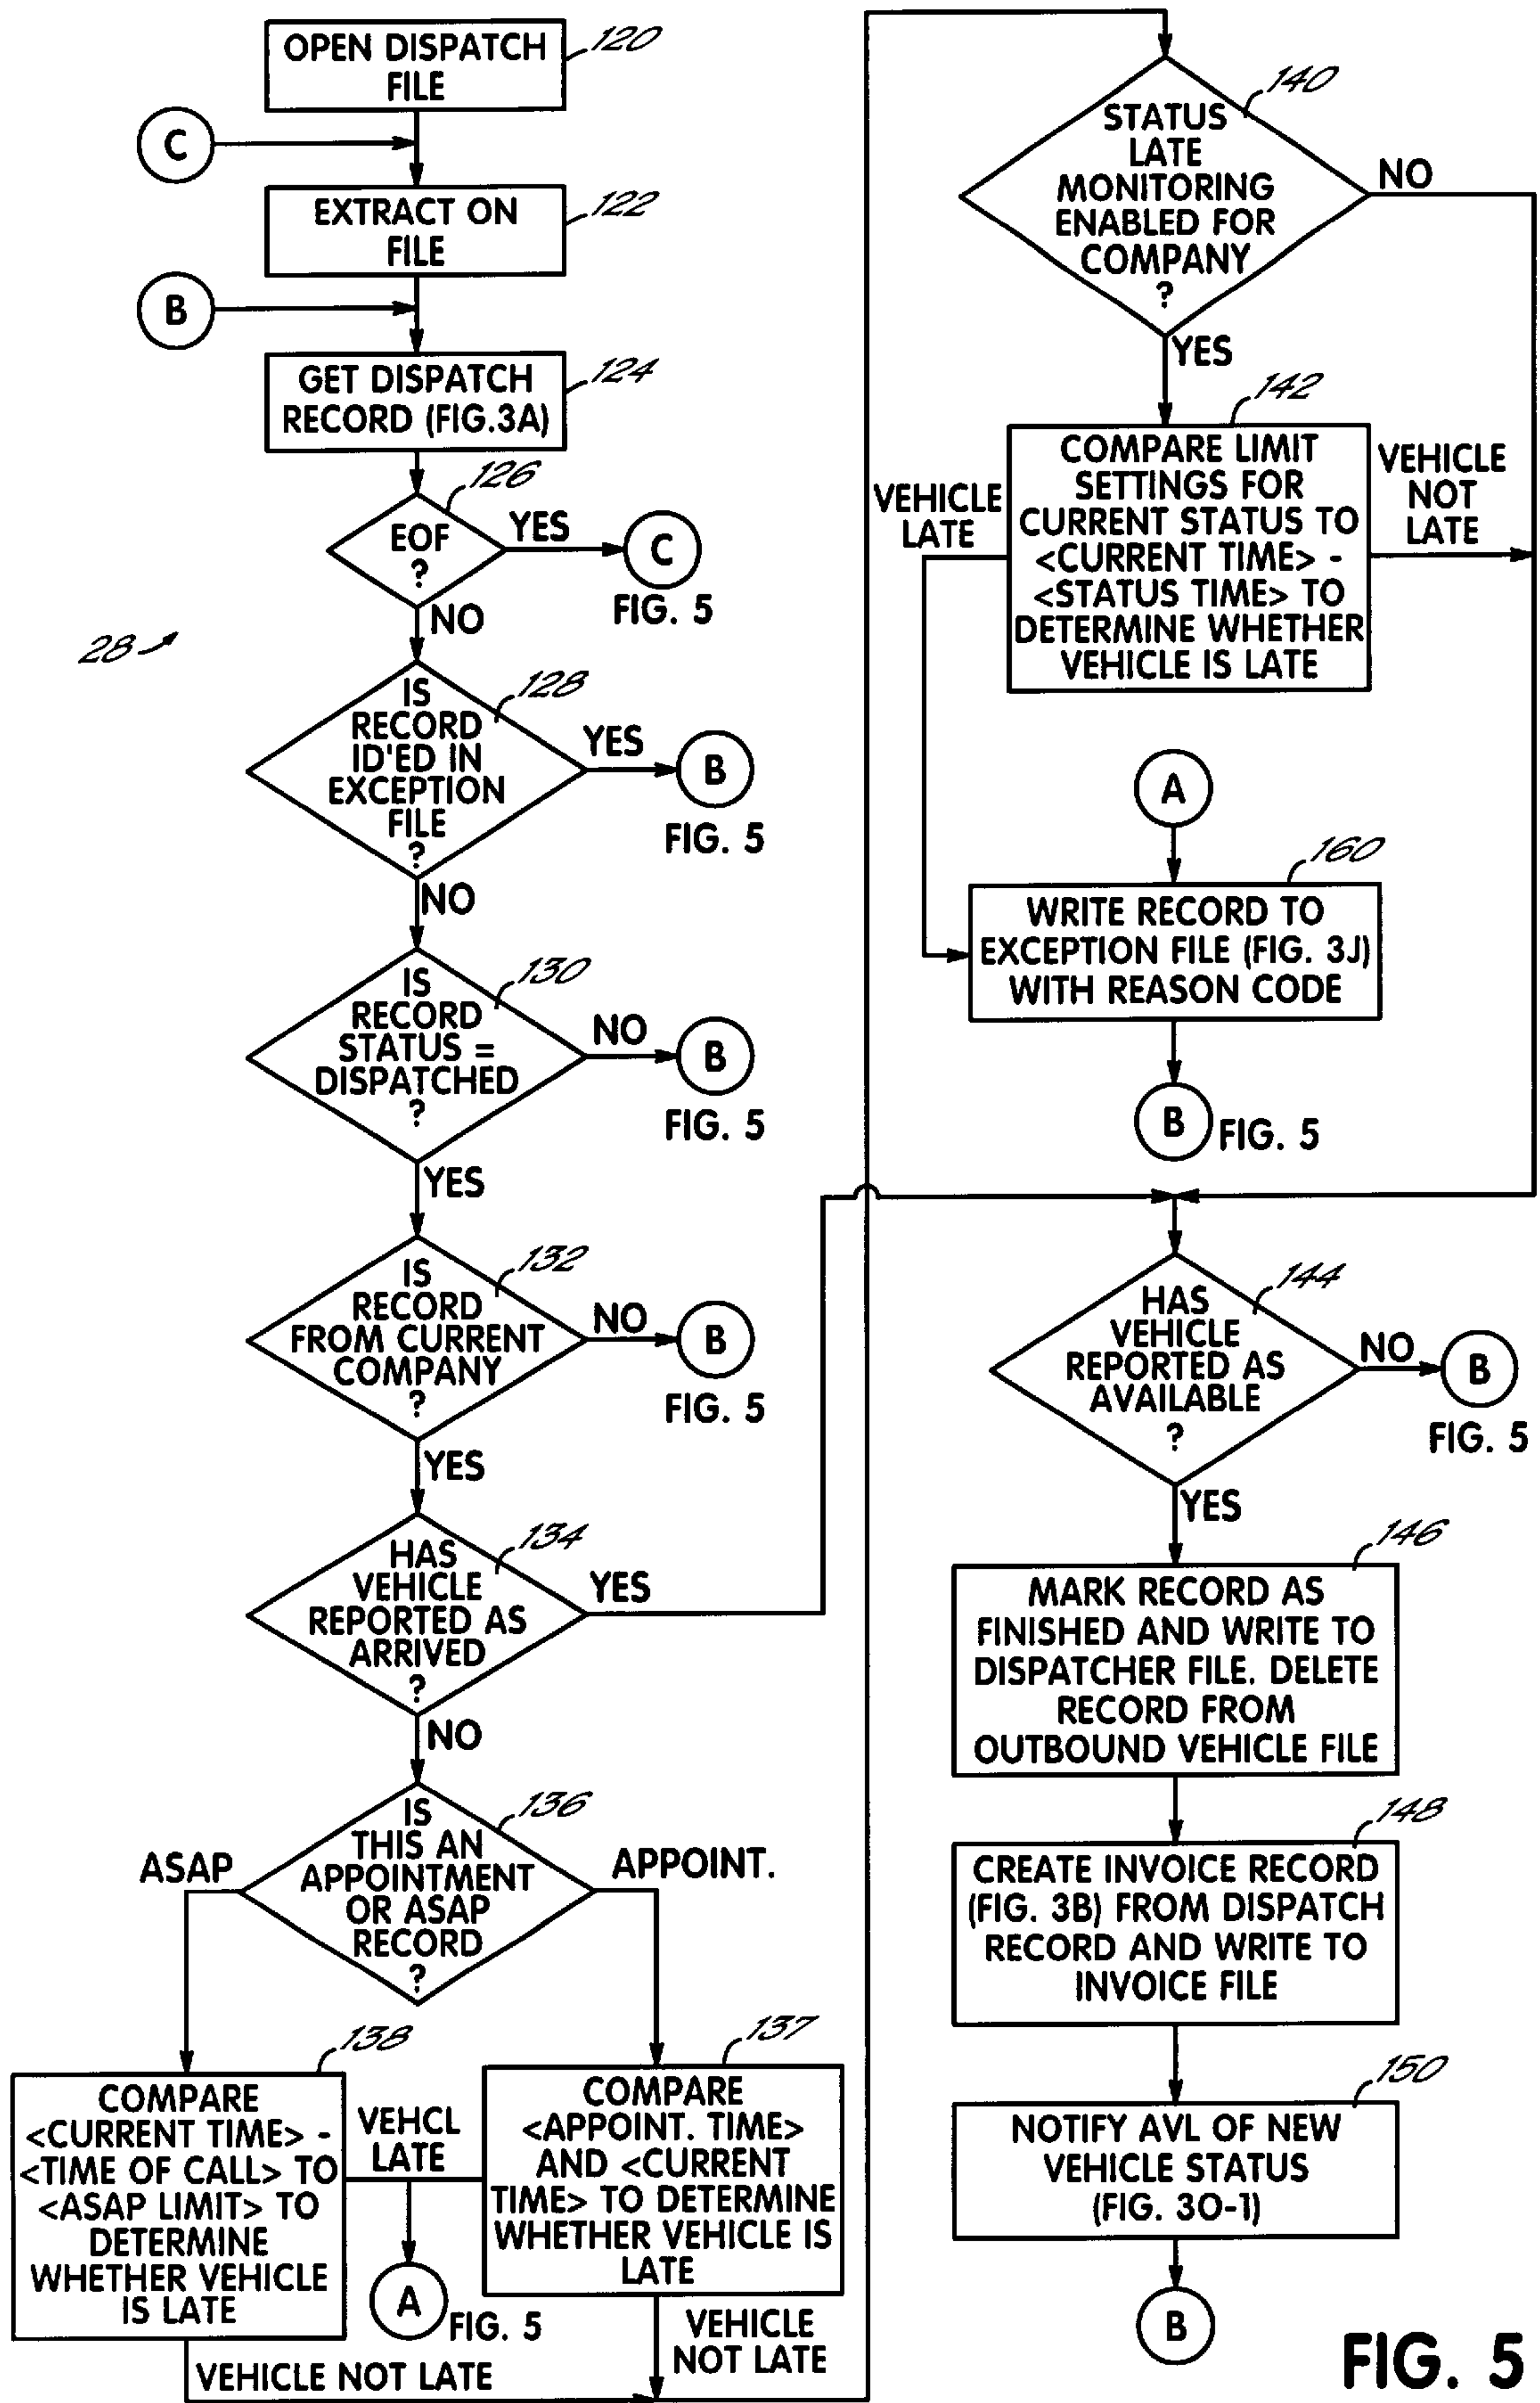 OPEN DISPATCH
FILE
120
C
EXTRACT ON
FILE
122
B
GET DISPATCH
RECORD (FIG.3A)
124
126
EOF
?
YES
C
FIG. 5
NO
28
128
IS
RECORD
ID'ED IN
EXCEPTION
FILE
?
YES
B
FIG. 5
NO
130
IS
RECORD
STATUS =
DISPATCHED
?
NO
B
FIG. 5
YES
132
IS
RECORD
FROM CURRENT
COMPANY
?
NO
B
FIG. 5
YES
134
HAS
VEHICLE
REPORTED AS
ARRIVED
?
YES
NO
136
IS
THIS AN
APPOINTMENT
OR ASAP
RECORD
?
ASAP
APPOINT.
138
COMPARE
<CURRENT TIME> -
<TIME OF CALL> TO
<ASAP LIMIT> TO
DETERMINE
WHETHER VEHICLE
IS LATE
VEHCL
LATE
A
FIG. 5
137
COMPARE
<APPOINT. TIME>
AND <CURRENT
TIME> TO DETERMINE
WHETHER VEHICLE IS
LATE
VEHICLE NOT LATE
VEHICLE
NOT LATE
140
STATUS
LATE
MONITORING
ENABLED FOR
COMPANY
?
NO
YES
142
COMPARE LIMIT
SETTINGS FOR
CURRENT STATUS TO
<CURRENT TIME> -
<STATUS TIME> TO
DETERMINE WHETHER
VEHICLE IS LATE
VEHICLE
LATE
VEHICLE
NOT
LATE
A
160
WRITE RECORD TO
EXCEPTION FILE (FIG. 3J)
WITH REASON CODE
B
FIG. 5
144
HAS
VEHICLE
REPORTED AS
AVAILABLE
?
NO
B
FIG. 5
YES
146
MARK RECORD AS
FINISHED AND WRITE TO
DISPATCHER FILE. DELETE
RECORD FROM
OUTBOUND VEHICLE FILE
148
CREATE INVOICE RECORD
(FIG. 3B) FROM DISPATCH
RECORD AND WRITE TO
INVOICE FILE
150
NOTIFY AVL OF NEW
VEHICLE STATUS
(FIG. 3O-1)
B
FIG. 5